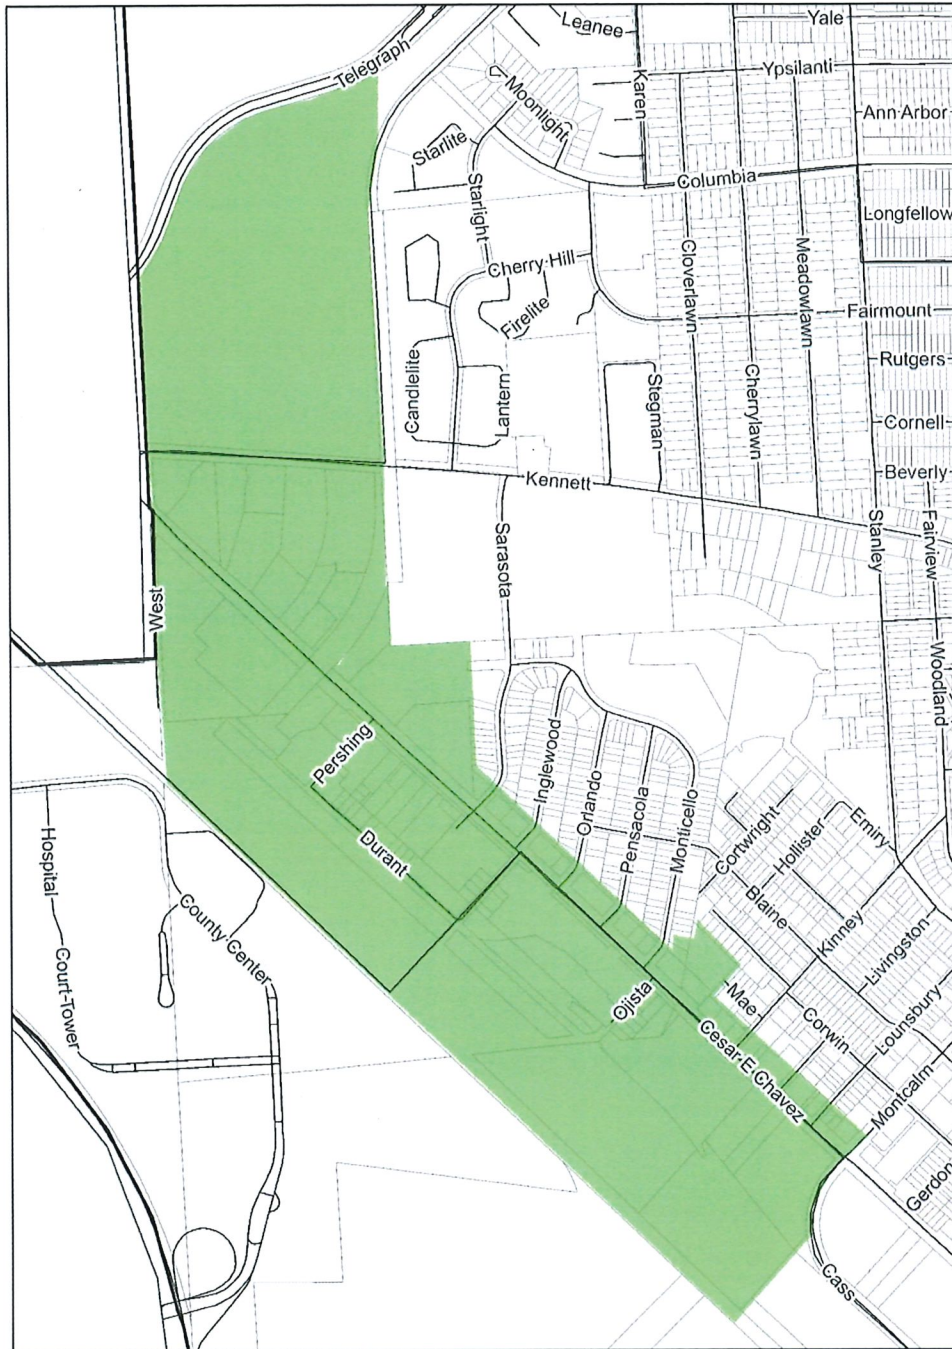 Leanee
Yale
Telegraph
Ypsilanti
Karen
Moonlight
Ann Arbor
Starlite
Columbia
Starlight
Longfellow
Cherry Hill
Cloverlawn
Meadowlawn
Firelite
Fairmount
Candlelite
Lantern
Stegman
Cherrylawn
Rutgers
Cornell
Kennett
Beverly
Sarasota
Stanley
Fairview
West
Woodland
Pershing
Inglewood
Orlando
Pensacola
Monticello
Cortwright
Hollister
Emiry
Durant
Blaine
Kinney
Livingston
Hospital
County Center
Court-Tower
Ojista
Mae
Corwin
Lounsbury
Cesar E Chavez
Montcalm
Gerdon
Cass